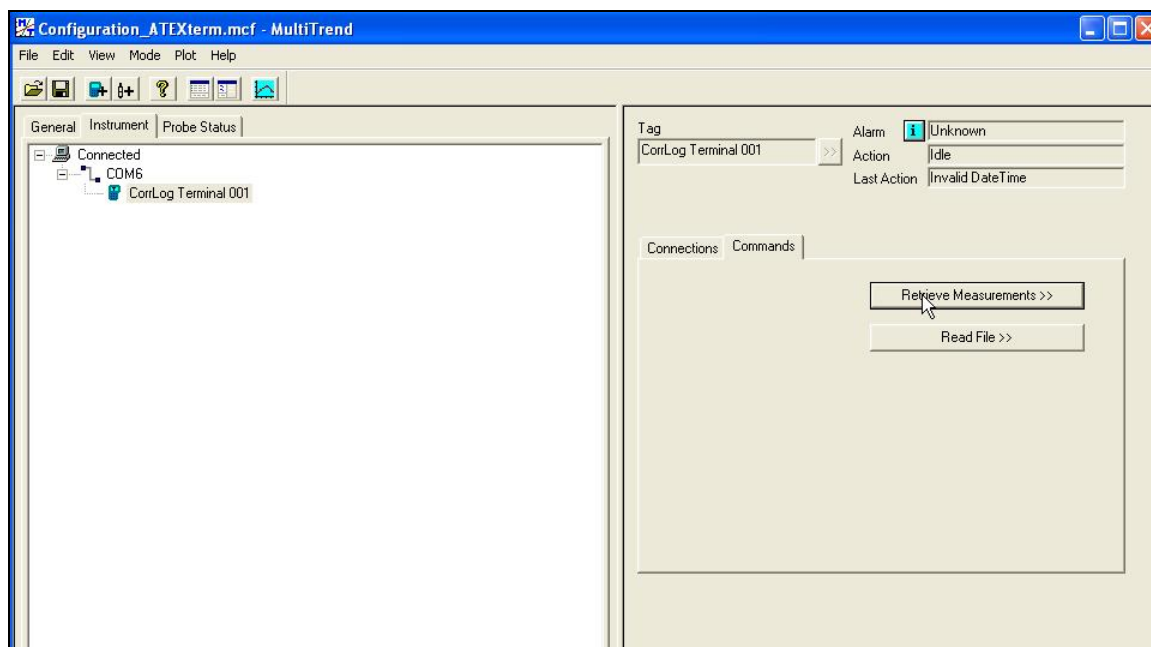 Configuration_ATEXterm.mcf - MultiTrend
File Edit View Mode Plot Help
General Instrument Probe Status
Connected
COM6
CorrLog Terminal 001
Tag
CorrLog Terminal 001 >>
Alarm i Unknown
Action Idle
Last Action Invalid DateTime
Connections Commands
Retrieve Measurements >>
Read File >>